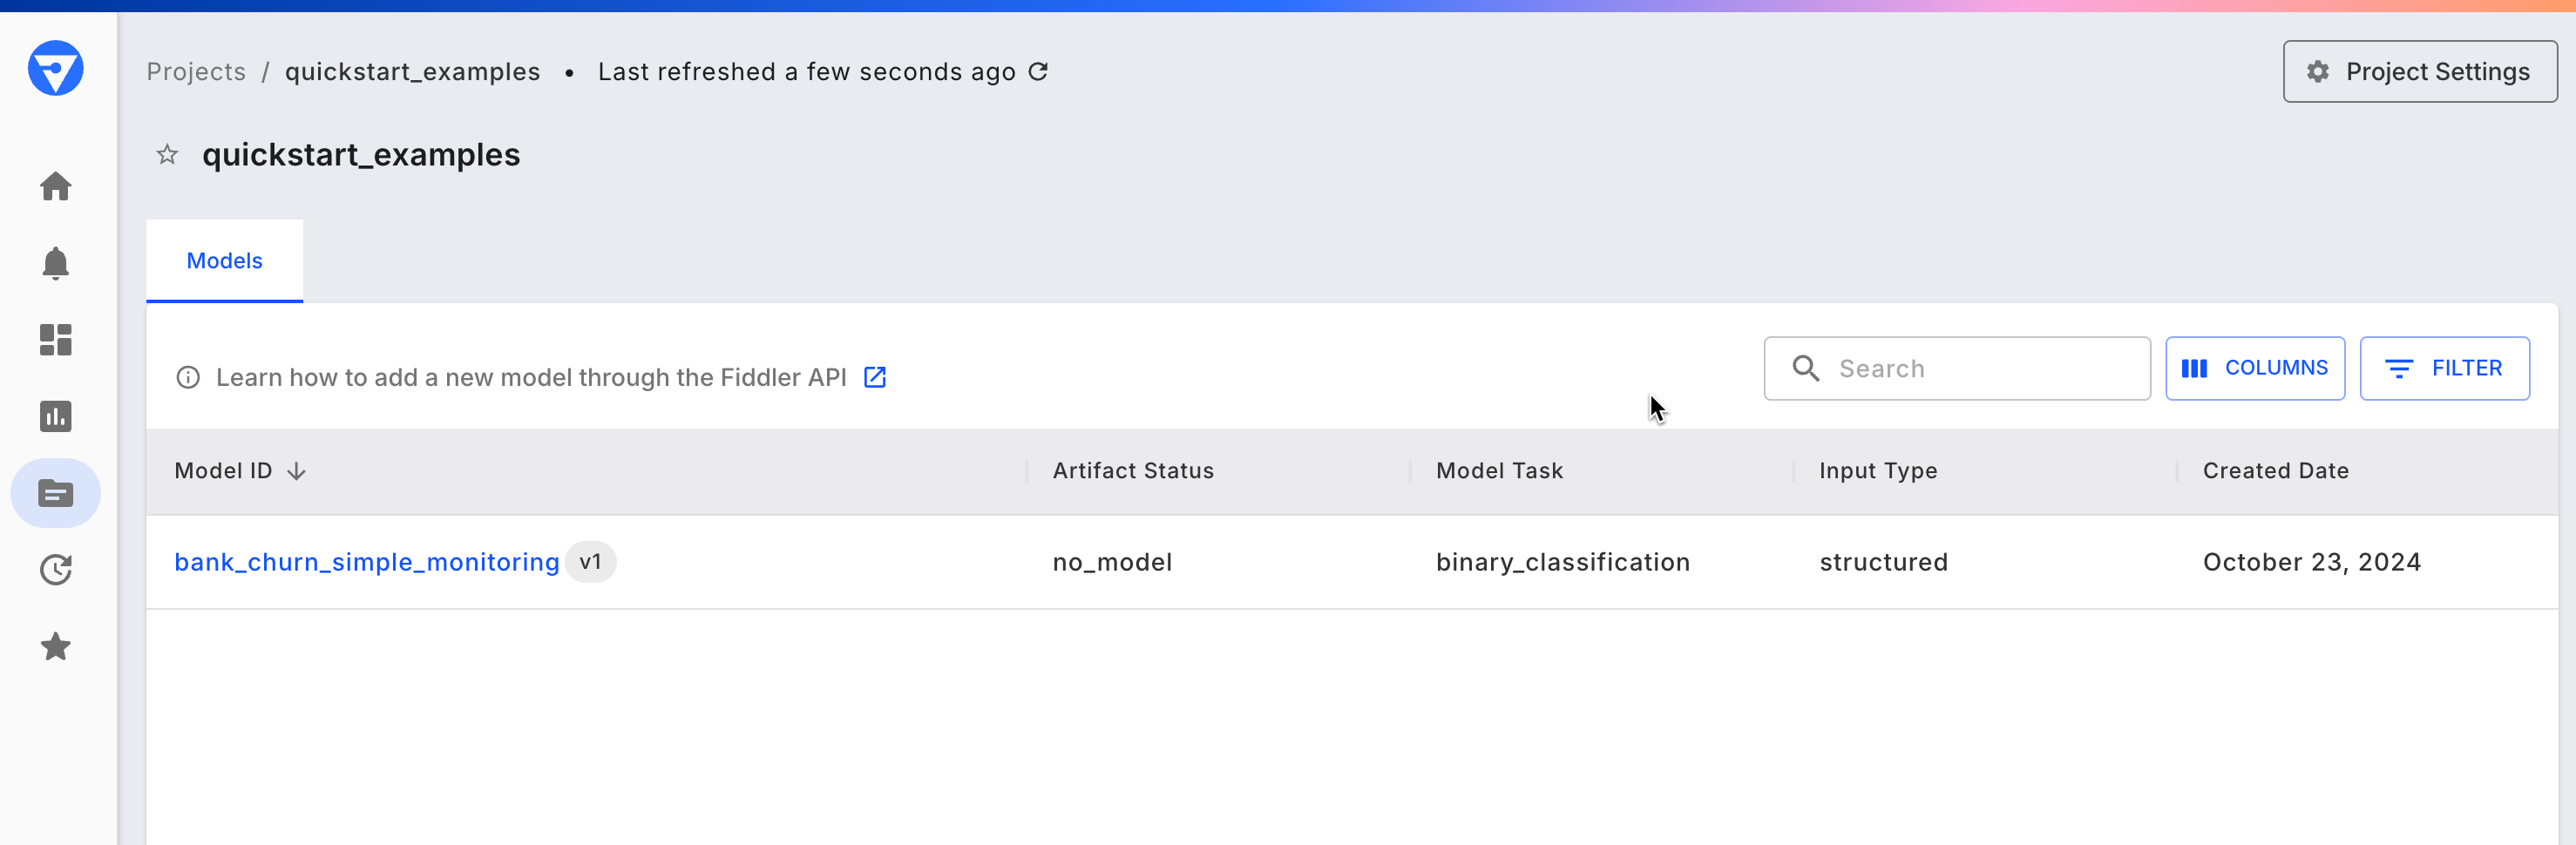 Projects / quickstart_examples • Last refreshed a few seconds ago
Project Settings
quickstart_examples
Models
Learn how to add a new model through the Fiddler API
Search
COLUMNS
FILTER
Model ID Artifact Status Model Task Input Type Created Date
bank_churn_simple_monitoring v1 no_model binary_classification structured October 23, 2024